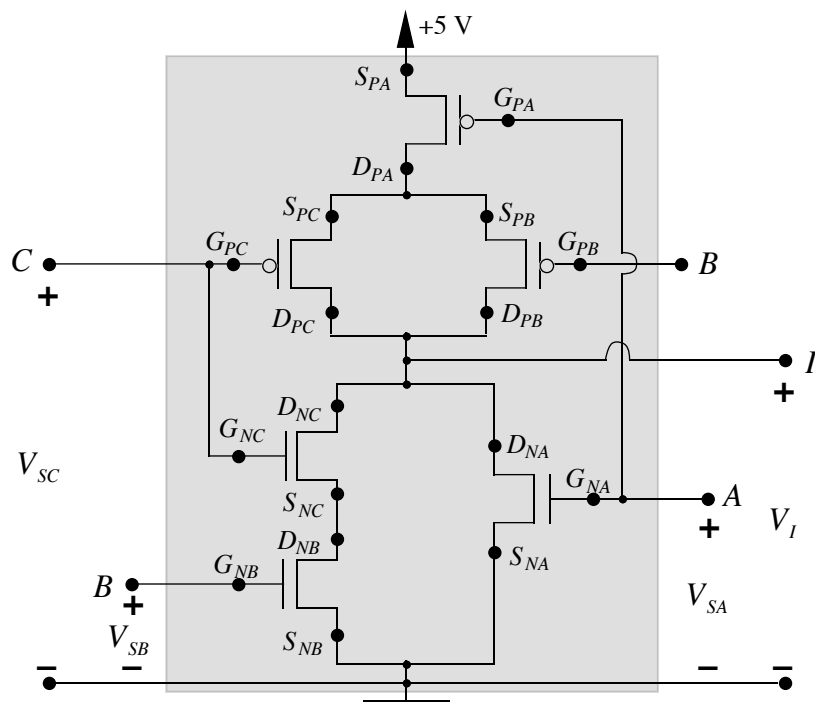 +5 V
S_PA
G_PA
D_PA
S_PC
S_PB
G_PC
G_PB
C
B
+
D_PC
D_PB
I
+
D_NC
G_NC
D_NA
V_SC
G_NA
A
S_NC
+
V_I
D_NB
G_NB
S_NA
B
+
V_SA
V_SB
S_NB
− − − −